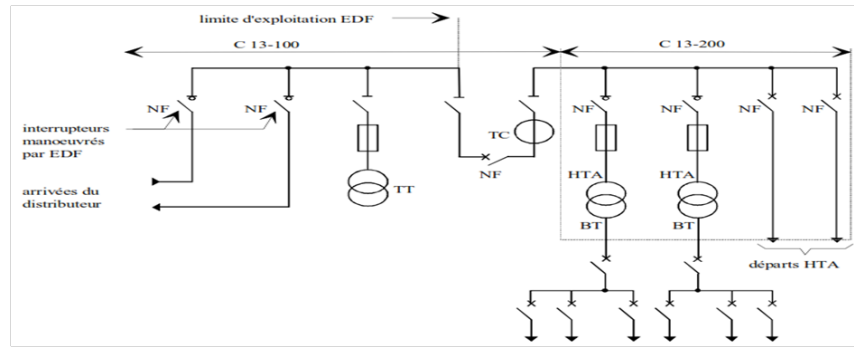 limite d'exploitation EDF
C 13-100
C 13-200
NF
NF
NF
NF
NF
NF
interrupteurs
manoeuvrés
par EDF
TC
NF
HTA
HTA
TT
arrivées du
distributeur
BT
BT
départs HTA